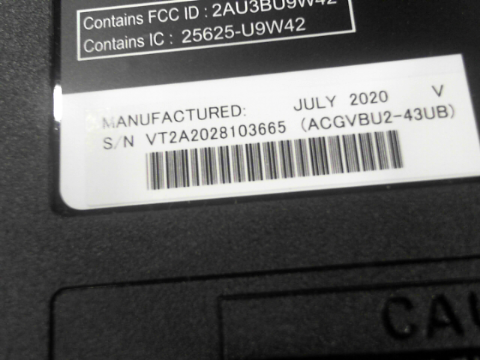 Contains FCC ID : 2AU3BU9W42
Contains IC : 25625-U9W42
MANUFACTURED: JULY 2020 V
S/N VT2A2028103665 (ACGVBU2-43UB)